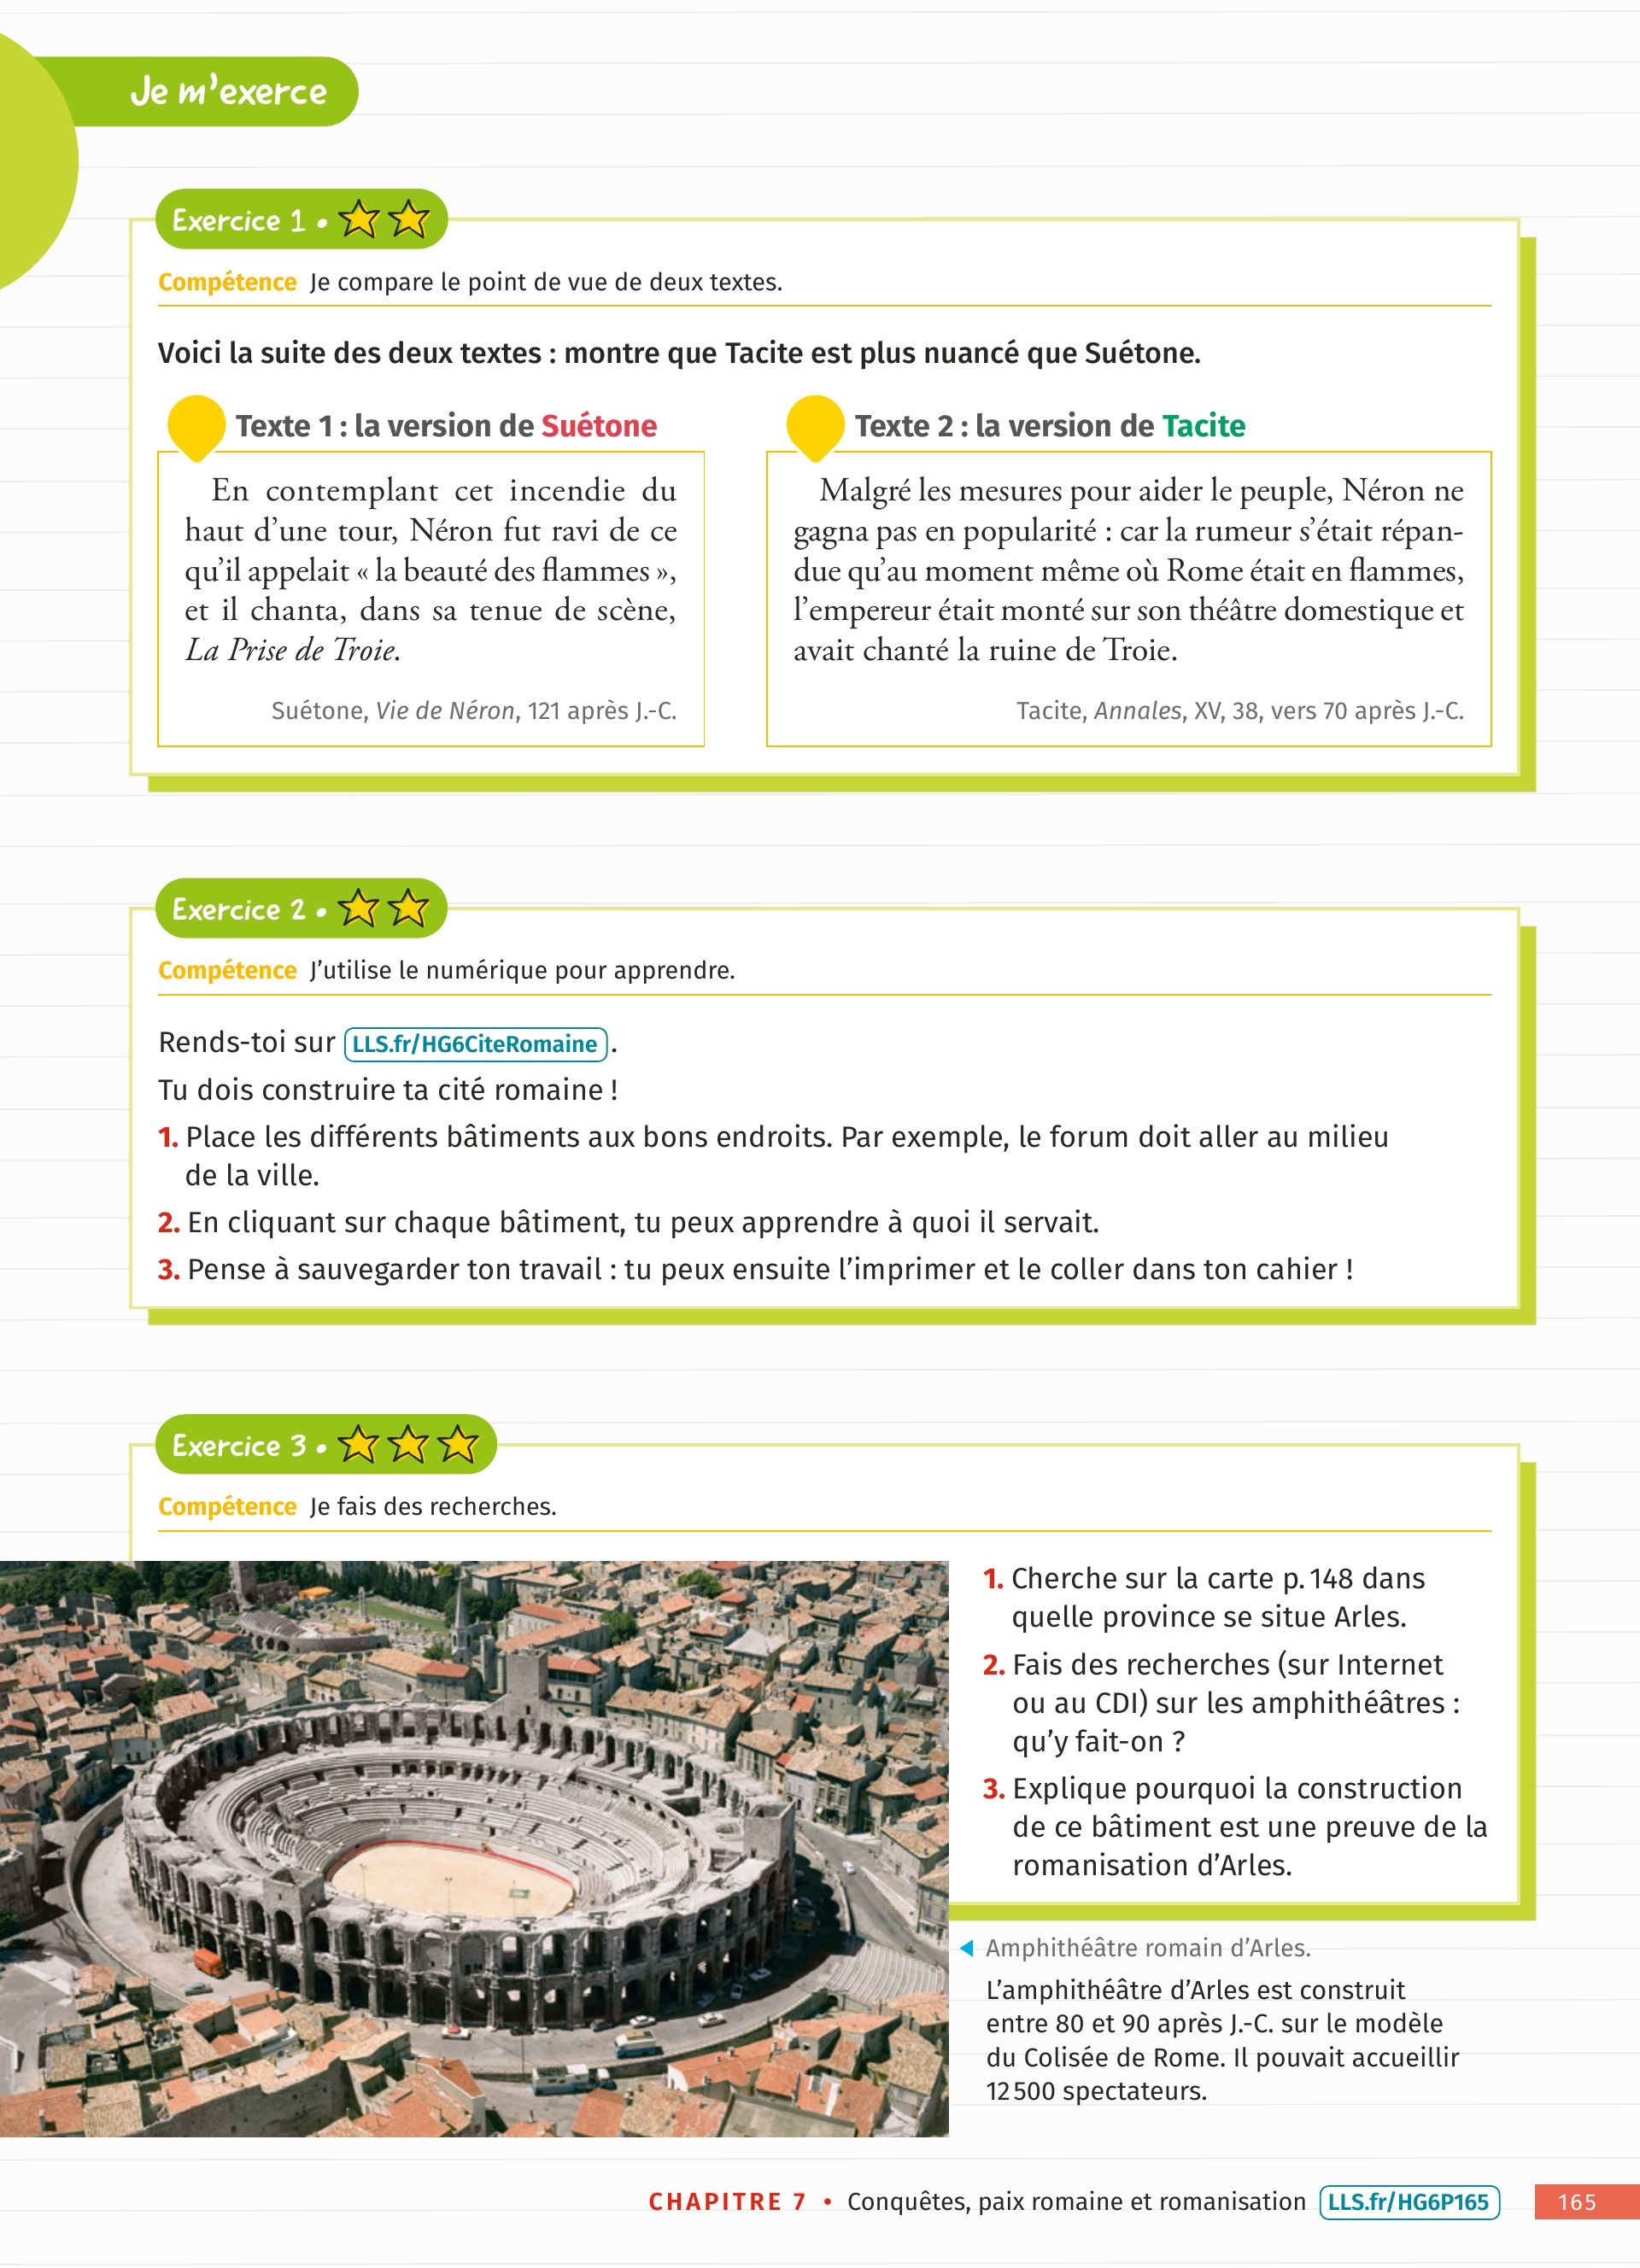 Je m'exerce
Exercice 1 •
Compétence Je compare le point de vue de deux textes.
Voici la suite des deux textes : montre que Tacite est plus nuancé que Suétone.
Texte 1 : la version de Suétone
En contemplant cet incendie du
haut d'une tour, Néron fut ravi de ce
qu'il appelait « la beauté des flammes »,
et il chanta, dans sa tenue de scène,
La Prise de Troie.
Suétone, Vie de Néron, 121 après J.-C.
Texte 2 : la version de Tacite
Malgré les mesures pour aider le peuple, Néron ne
gagna pas en popularité : car la rumeur s'était répan-
due qu'au moment même où Rome était en flammes,
l'empereur était monté sur son théâtre domestique et
avait chanté la ruine de Troie.
Tacite, Annales, XV, 38, vers 70 après J.-C.
Exercice 2 •
Compétence J'utilise le numérique pour apprendre.
Rends-toi sur LLS.fr/HG6CiteRomaine .
Tu dois construire ta cité romaine !
1. Place les différents bâtiments aux bons endroits. Par exemple, le forum doit aller au milieu
de la ville.
2. En cliquant sur chaque bâtiment, tu peux apprendre à quoi il servait.
3. Pense à sauvegarder ton travail : tu peux ensuite l'imprimer et le coller dans ton cahier !
Exercice 3 •
Compétence Je fais des recherches.
1. Cherche sur la carte p. 148 dans
quelle province se situe Arles.
2. Fais des recherches (sur Internet
ou au CDI) sur les amphithéâtres :
qu'y fait-on ?
3. Explique pourquoi la construction
de ce bâtiment est une preuve de la
romanisation d'Arles.
Amphithéâtre romain d'Arles.
L'amphithéâtre d'Arles est construit
entre 80 et 90 après J.-C. sur le modèle
du Colisée de Rome. Il pouvait accueillir
12 500 spectateurs.
CHAPITRE 7 • Conquêtes, paix romaine et romanisation LLS.fr/HG6P165 165